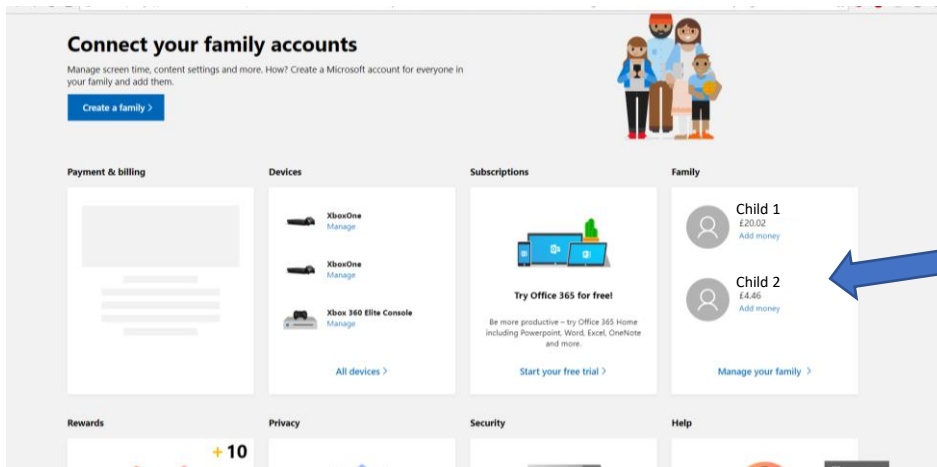 Connect your family accounts
Manage screen time, content settings and more. How? Create a Microsoft account for everyone in
your family and add them.
Create a family >
Payment & billing
Devices
Subscriptions
Family
XboxOne
Manage
XboxOne
Manage
Xbox 360 Elite Console
Manage
All devices >
Try Office 365 for free!
Be more productive – try Office 365 Home
including Powerpoint, Word, Excel, OneNote
and more.
Start your free trial >
Child 1
£20.02
Add money
Child 2
£4.46
Add money
Manage your family >
Rewards
Privacy
Security
Help
+ 10